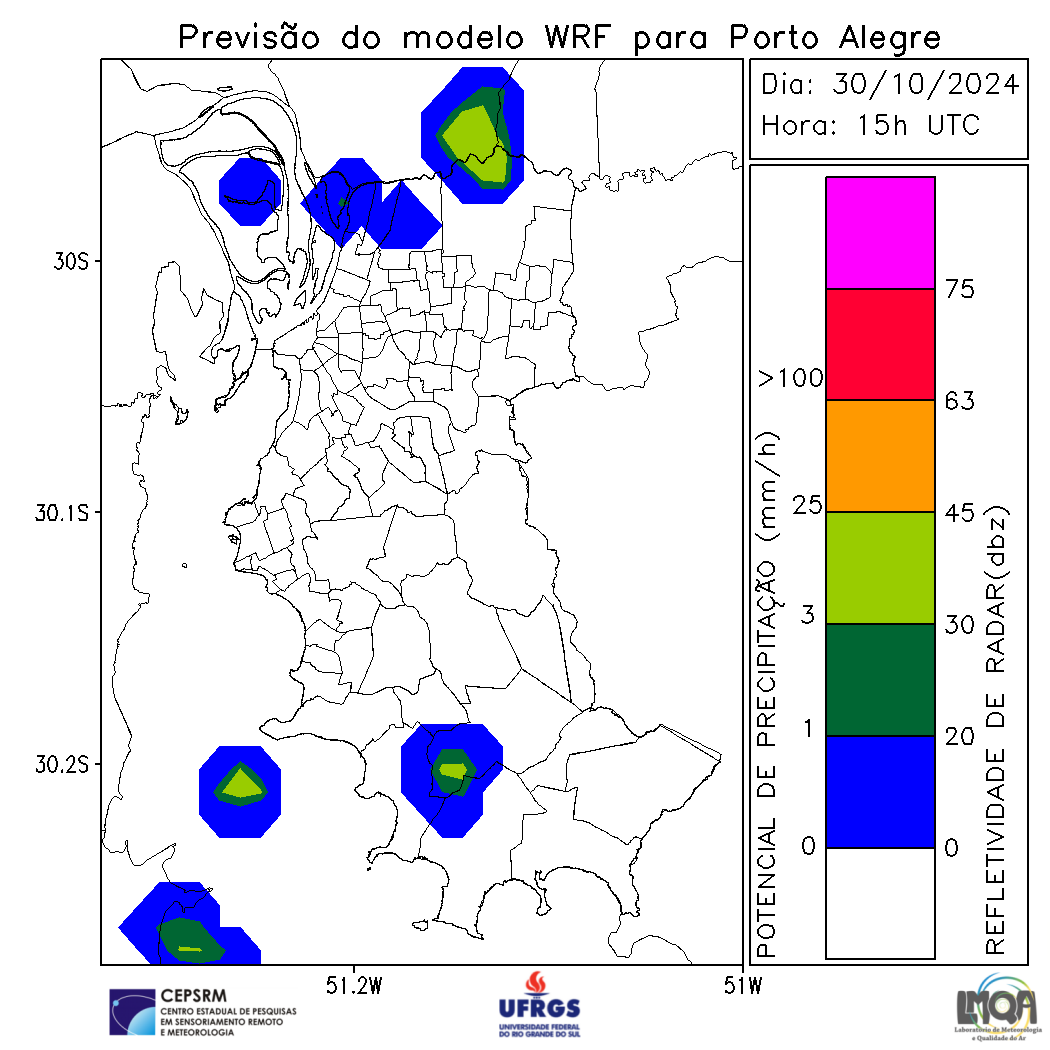 Previsão do modelo WRF para Porto Alegre
Dia: 30/10/2024
Hora: 15h UTC
30S
30.1S
30.2S
51.2W
51W
POTENCIAL DE PRECIPITAÇÃO (mm/h)
>100
25
3
1
0
75
63
45
30
20
0
REFLETIVIDADE DE RADAR(dbz)
CEPSRM
CENTRO ESTADUAL DE PESQUISAS
EM SENSORIAMENTO REMOTO
E METEOROLOGIA
UFRGS
UNIVERSIDADE FEDERAL
DO RIO GRANDE DO SUL
LMQA
Laboratório de Meteorologia
e Qualidade do Ar